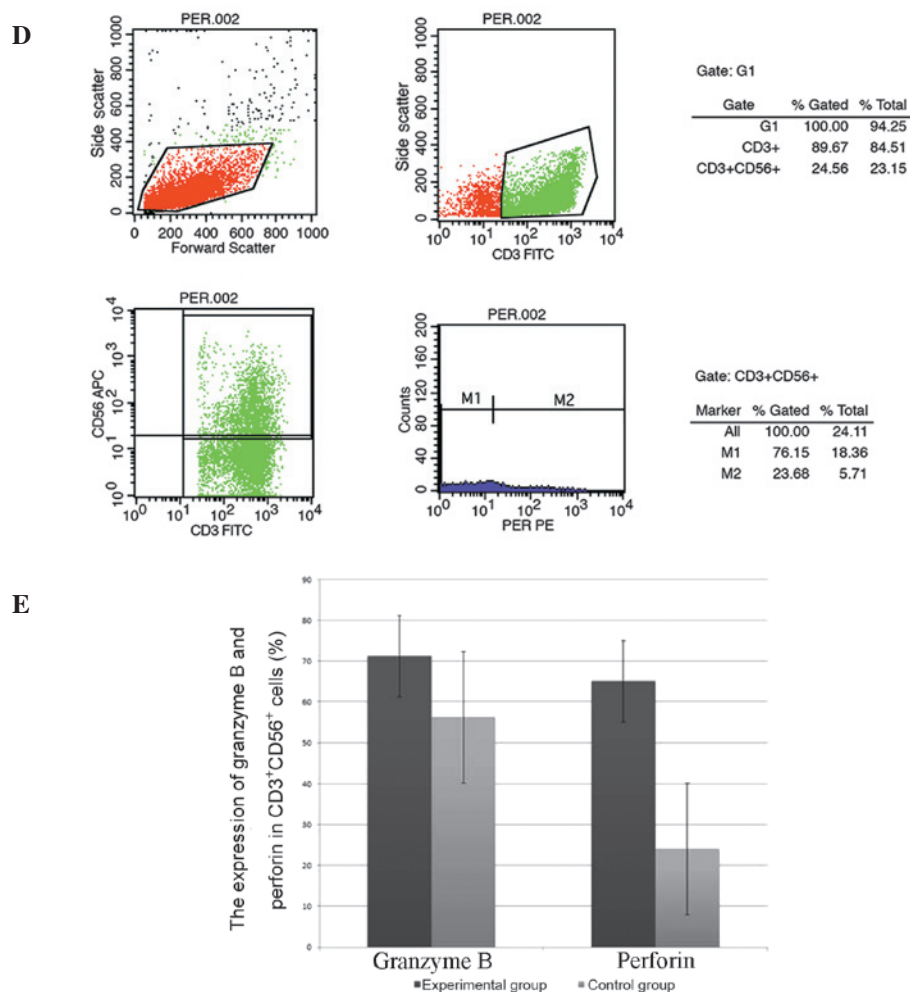 D
PER.002
Side scatter
1000
800
600
400
200
0
0 200 400 600 800 1000
Forward Scatter
PER.002
Side scatter
1000
800
600
400
200
0
10⁰ 10¹ 10² 10³ 10⁴
CD3 FITC
Gate: G1
Gate % Gated % Total
G1 100.00 94.25
CD3+ 89.67 84.51
CD3+CD56+ 24.56 23.15
PER.002
CD56 APC
10⁴
10³
10²
10¹
10⁰
10⁰ 10¹ 10² 10³ 10⁴
CD3 FITC
PER.002
Counts
200
160
120
80
40
0
M1 M2
10⁰ 10¹ 10² 10³ 10⁴
PER PE
Gate: CD3+CD56+
Marker % Gated % Total
All 100.00 24.11
M1 76.15 18.36
M2 23.68 5.71
E
The expression of granzyme B and
perforin in CD3⁺CD56⁺ cells (%)
90
80
70
60
50
40
30
20
10
0
Granzyme B Perforin
Experimental group Control group